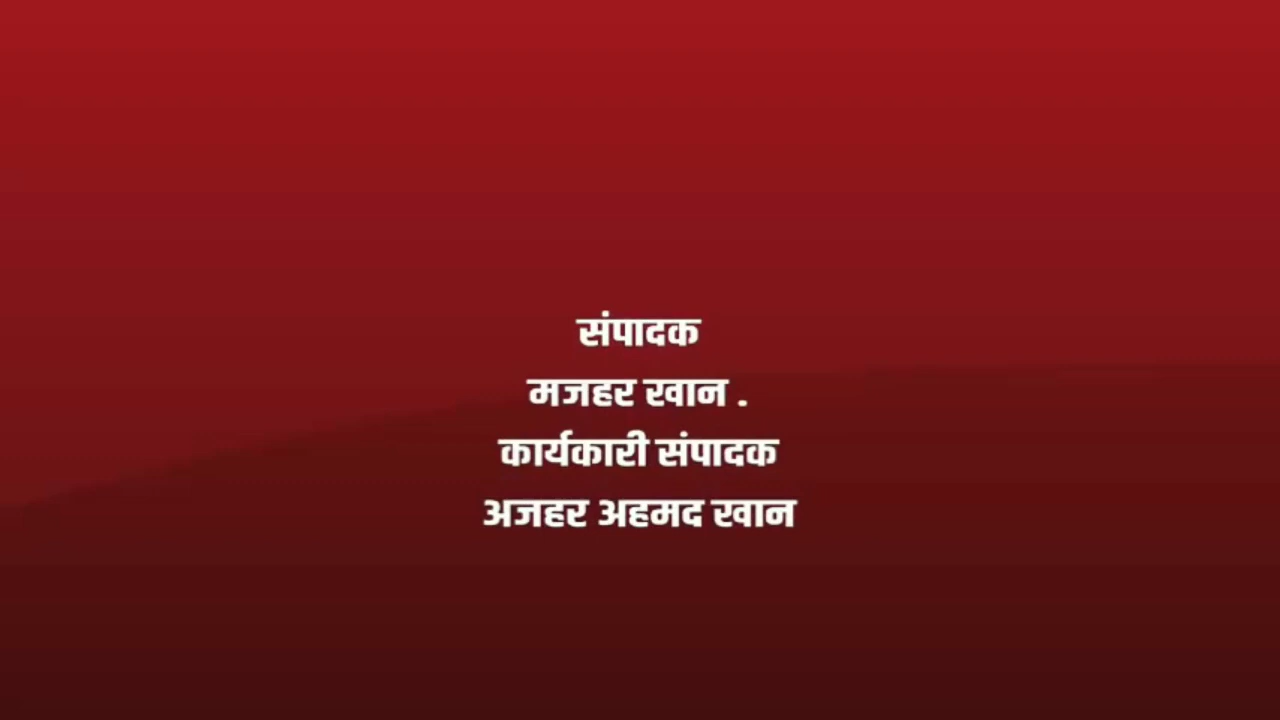 संपादक
मजहर खान .
कार्यकारी संपादक
अजहर अहमद खान